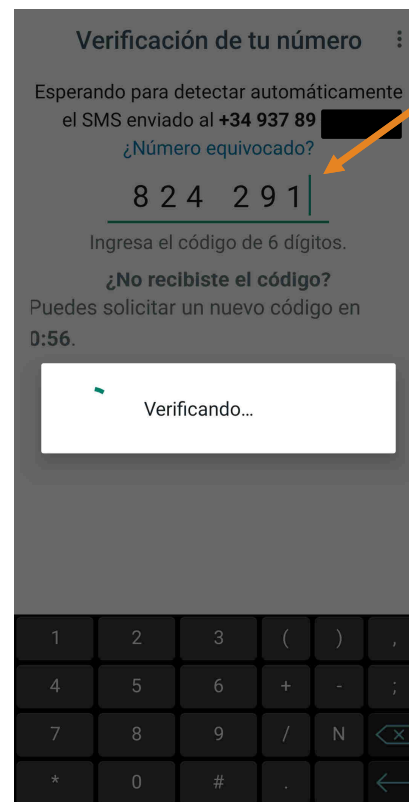 Verificación de tu número
Esperando para detectar automáticamente
el SMS enviado al +34 937 89
¿Número equivocado?
824 291
Ingresa el código de 6 dígitos.
¿No recibiste el código?
Puedes solicitar un nuevo códi go en
0:56.
Verificando...
1 2 3 ( ) ,
4 5 6 + - ;
7 8 9 / N
* 0 # .